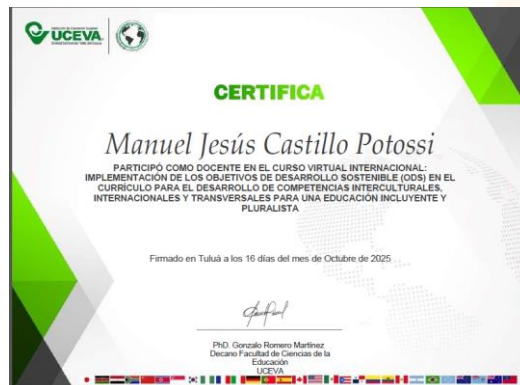 UCEVA
CERTIFICA
Manuel Jesús Castillo Potossi
PARTICIPÓ COMO DOCENTE EN EL CURSO VIRTUAL INTERNACIONAL:
IMPLEMENTACIÓN DE LOS OBJETIVOS DE DESARROLLO SOSTENIBLE (ODS) EN EL
CURRÍCULO PARA EL DESARROLLO DE COMPETENCIAS INTERCULTURALES,
INTERNACIONALES Y TRANSVERSALES PARA UNA EDUCACIÓN INCLUYENTE Y
PLURALISTA
Firmado en Tuluá a los 16 días del mes de Octubre de 2025
PhD. Gonzalo Romero Martínez
Decano Facultad de Ciencias de la
Educación
UCEVA